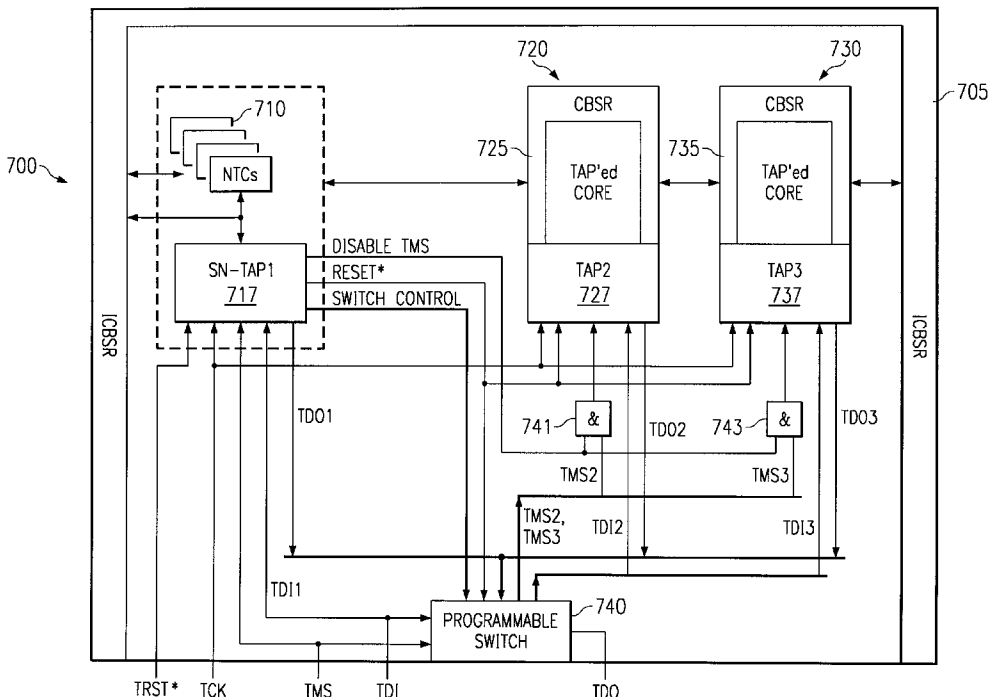 720
730
705
710
CBSR
CBSR
725
735
TAP'ed
CORE
TAP'ed
CORE
700
NTCs
DISABLE TMS
RESET*
SWITCH CONTROL
SN-TAP1
717
TAP2
727
TAP3
737
ICBSR
ICBSR
TDO1
741
&
TDO2
743
&
TDO3
TMS2
TMS3
TMS2,
TMS3
TDI2
TDI3
TDI1
PROGRAMMABLE
SWITCH
740
TRST*
TCK
TMS
TDI
TDO